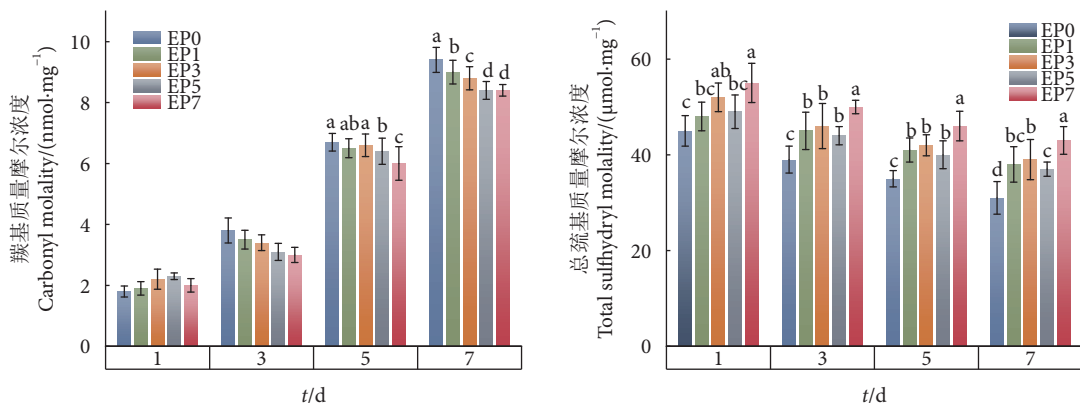 羰基质量摩尔浓度
Carbonyl molality/(nmol·mg⁻¹)
10
8
6
4
2
0
EP0
EP1
EP3
EP5
EP7
a ab a b c
a b c d d
1 3 5 7
t/d
总巯基质量摩尔浓度
Total sulfhydryl molality/(μmol·mg⁻¹)
60
40
20
0
EP0
EP1
EP3
EP5
EP7
c bc ab bc a
c b b b a
c b b b a
d bc b c a
1 3 5 7
t/d